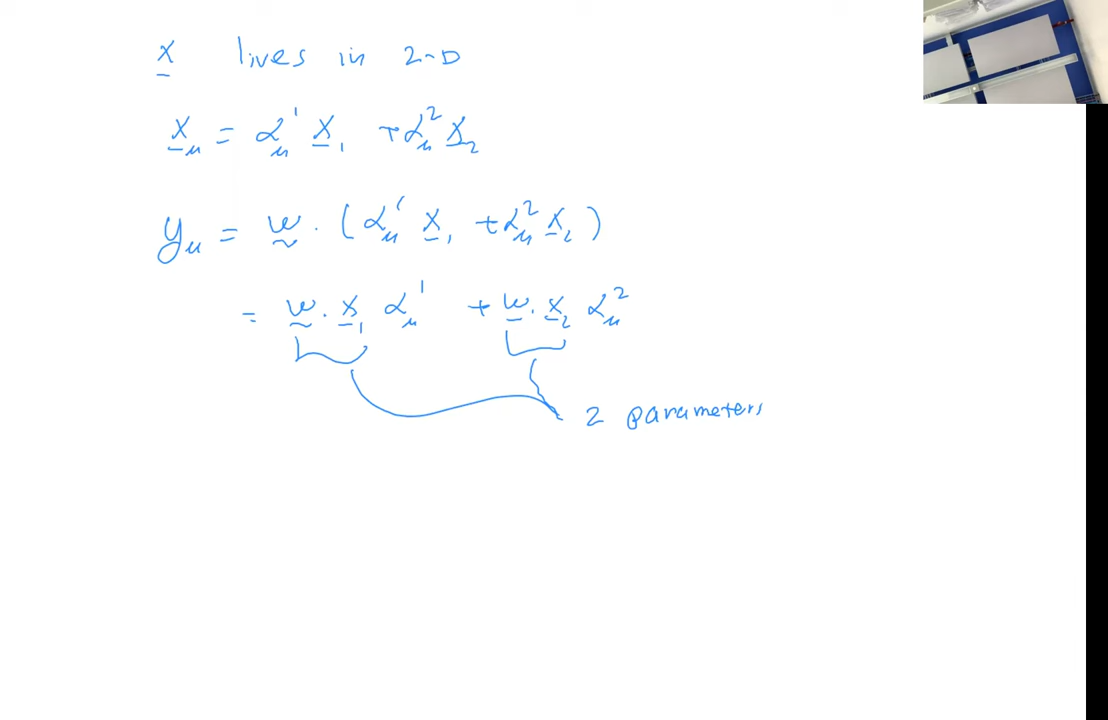 x lives in 2-D
x_μ = α_μ^1 x_1 + α_μ^2 x_2
y_μ = w · (α_μ^1 x_1 + α_μ^2 x_2)
= w · x_1 α_μ^1 + w · x_2 α_μ^2
2 parameters